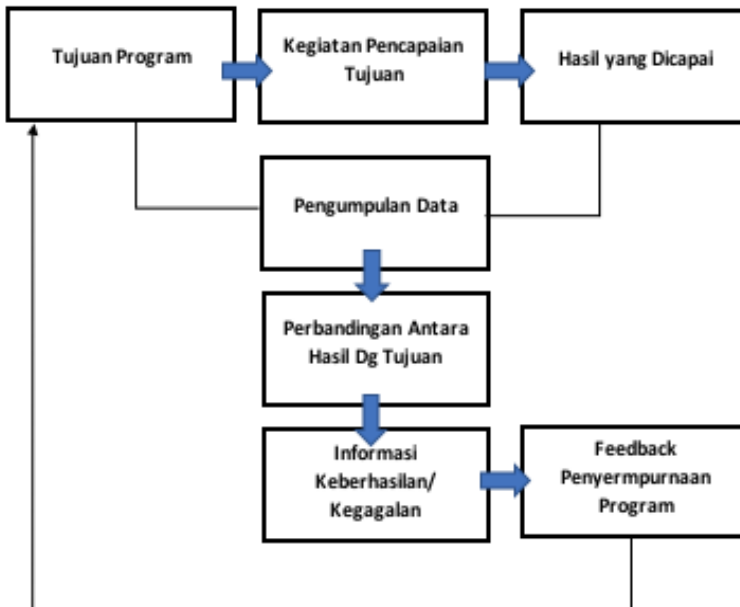 Tujuan Program
Kegiatan Pencapaian
Tujuan
Hasil yang Dicapai
Pengumpulan Data
Perbandingan Antara
Hasil Dg Tujuan
Informasi
Keberhasilan/
Kegagalan
Feedback
Penyermpurnaan
Program